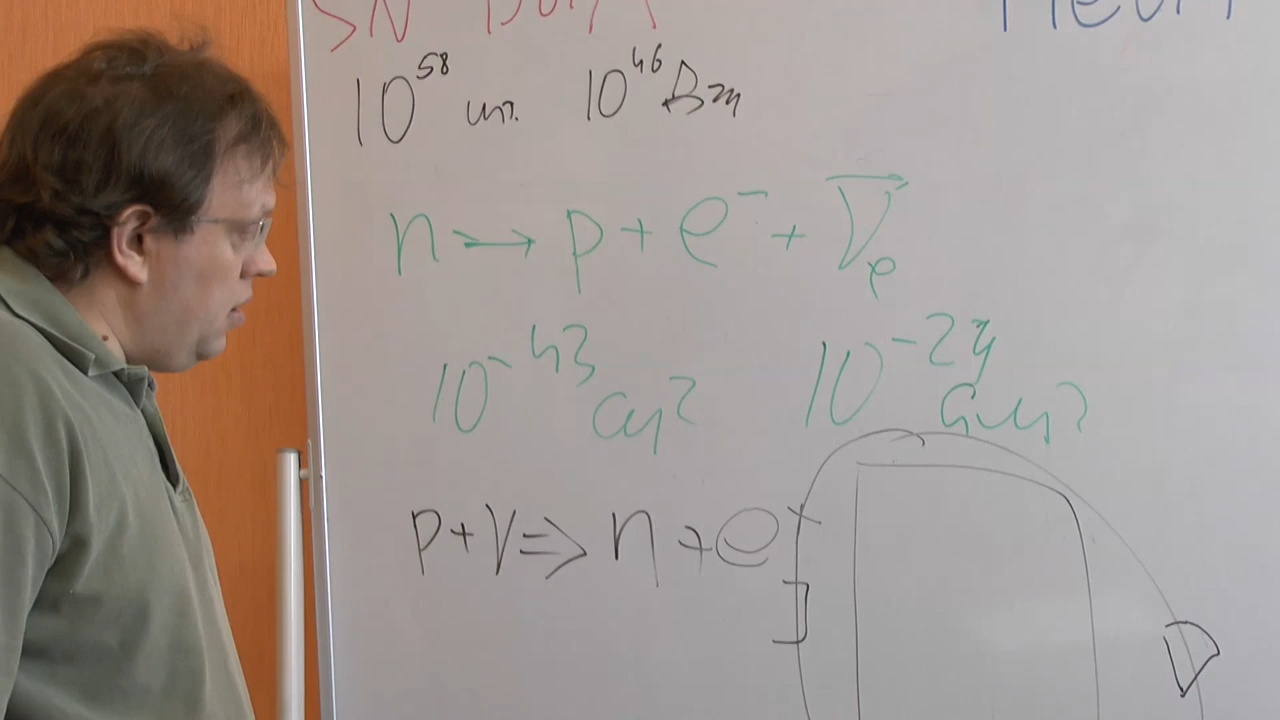 SN
10⁵⁸ шт. 10⁴⁶ Вт
n → p + e⁻ + ν̅ₑ
10⁻⁴³ см² 10⁻²⁴ см²
p + ν ⇒ n + e⁺